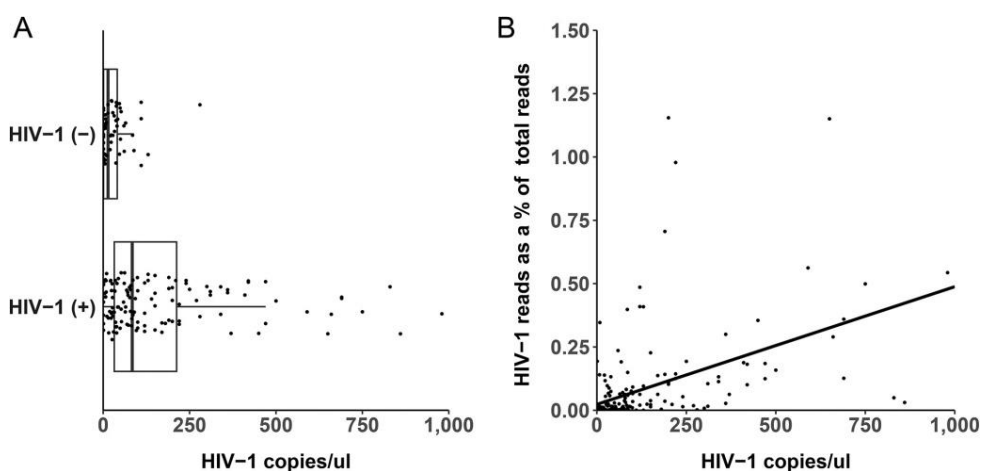 A
HIV−1 (−)
HIV−1 (+)
0
250
500
750
1,000
HIV−1 copies/ul
B
1.50
1.25
1.00
0.75
0.50
0.25
0.00
HIV−1 reads as a % of total reads
0
250
500
750
1,000
HIV−1 copies/ul